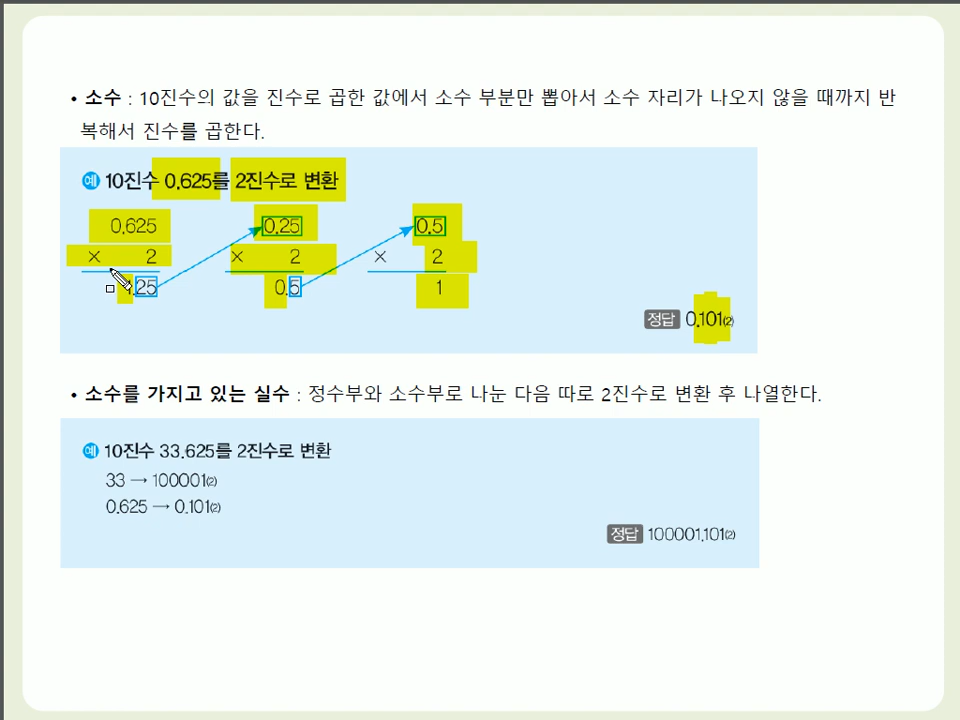 • 소수 : 10진수의 값을 진수로 곱한 값에서 소수 부분만 뽑아서 소수 자리가 나오지 않을 때까지 반
복해서 진수를 곱한다.
예 10진수 0.625를 2진수로 변환
0.625 0.25 0.5
× 2 × 2 × 2
1.25 0.5 1
정답 0.101(2)
• 소수를 가지고 있는 실수 : 정수부와 소수부로 나눈 다음 따로 2진수로 변환 후 나열한다.
예 10진수 33.625를 2진수로 변환
33 → 100001(2)
0.625 → 0.101(2)
정답 100001.101(2)